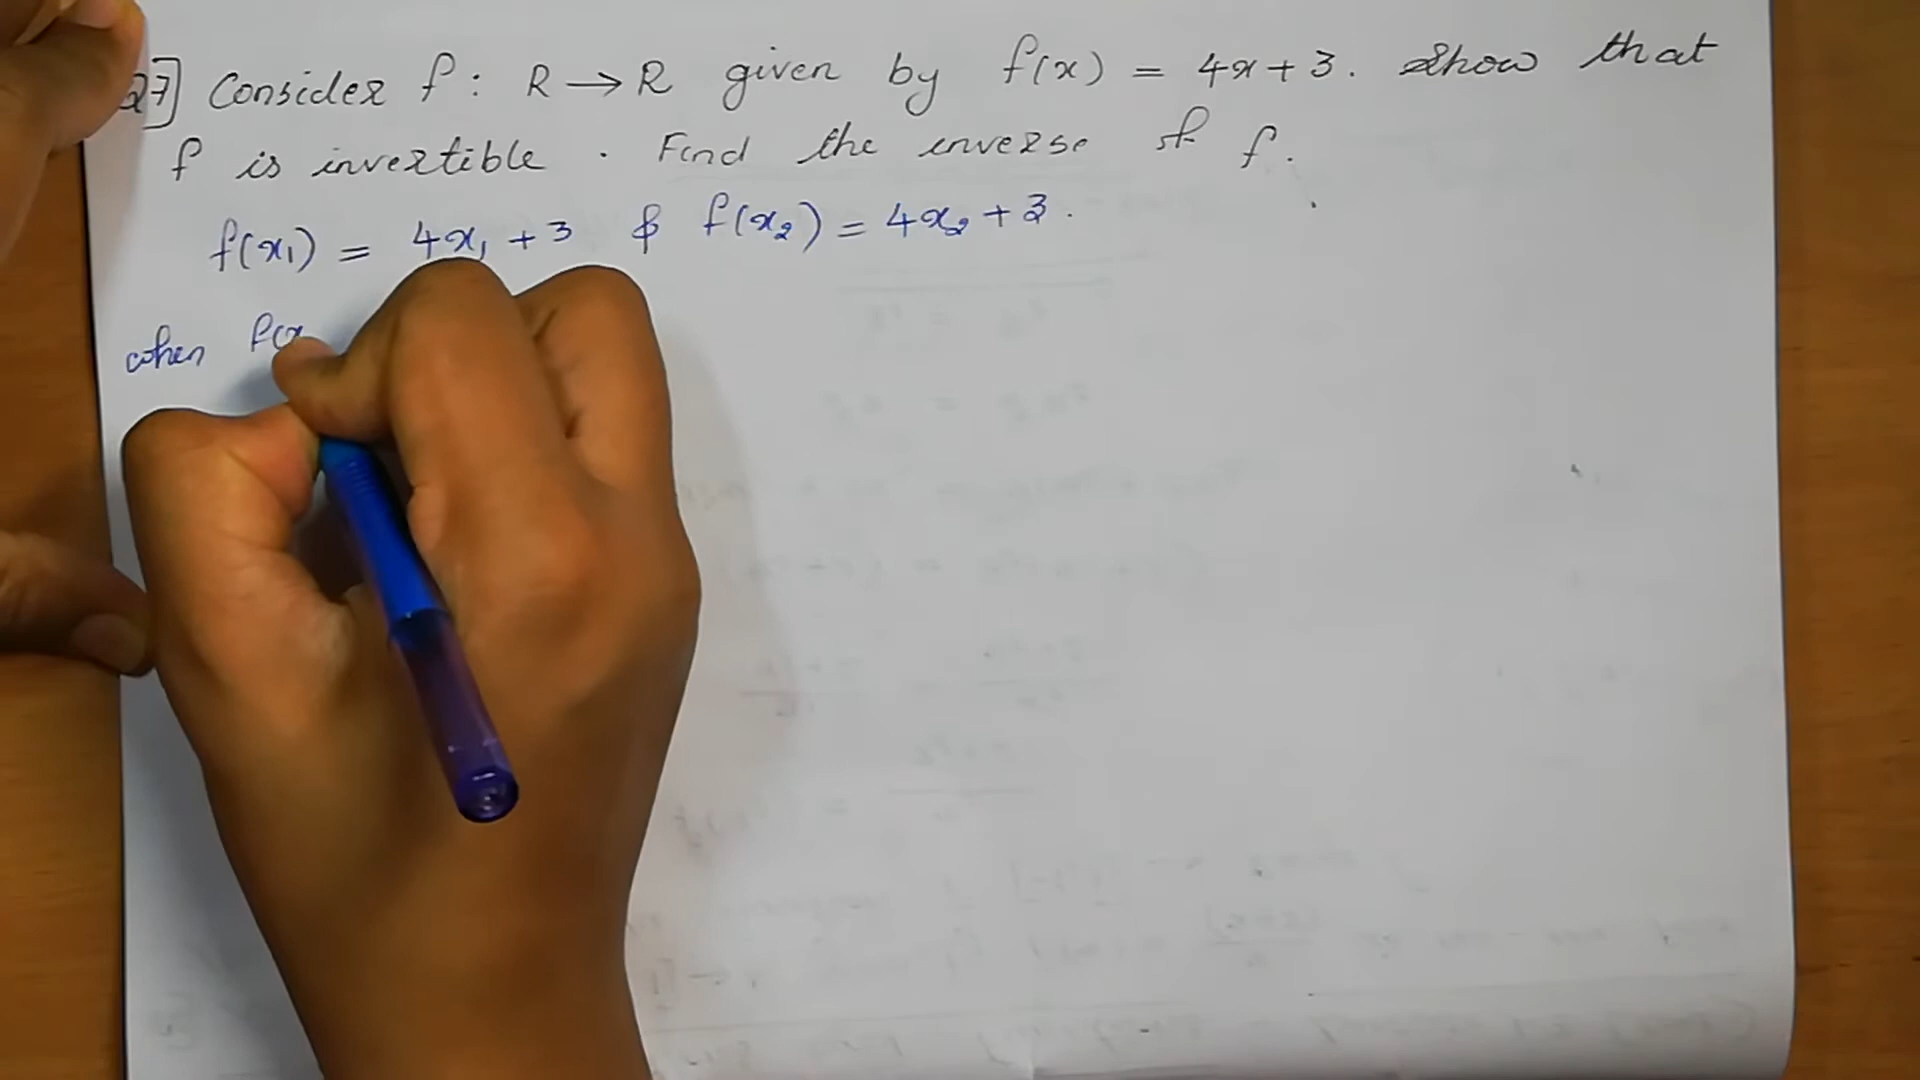 27] Consider f : R → R given by f(x) = 4x + 3. Show that
f is invertible. Find the inverse of f.
f(x₁) = 4x₁ + 3 & f(x₂) = 4x₂ + 3.
when f(x